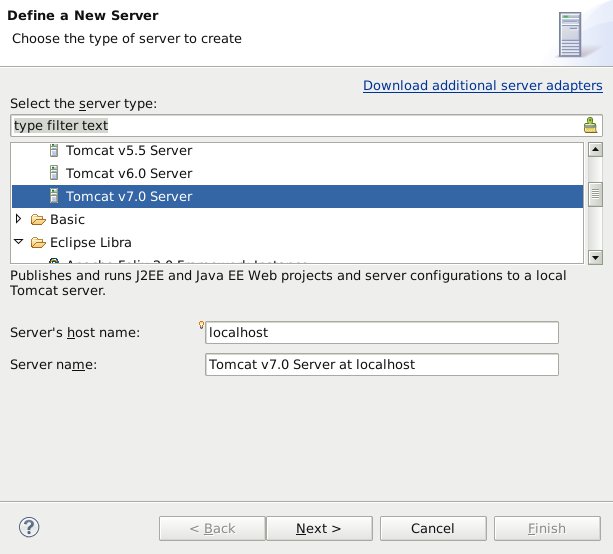 Define a New Server
Choose the type of server to create
Download additional server adapters
Select the server type:
type filter text
Tomcat v5.5 Server
Tomcat v6.0 Server
Tomcat v7.0 Server
Basic
Eclipse Libra
Publishes and runs J2EE and Java EE Web projects and server configurations to a local
Tomcat server.
Server's host name:
localhost
Server name:
Tomcat v7.0 Server at localhost
?
< Back
Next >
Cancel
Finish